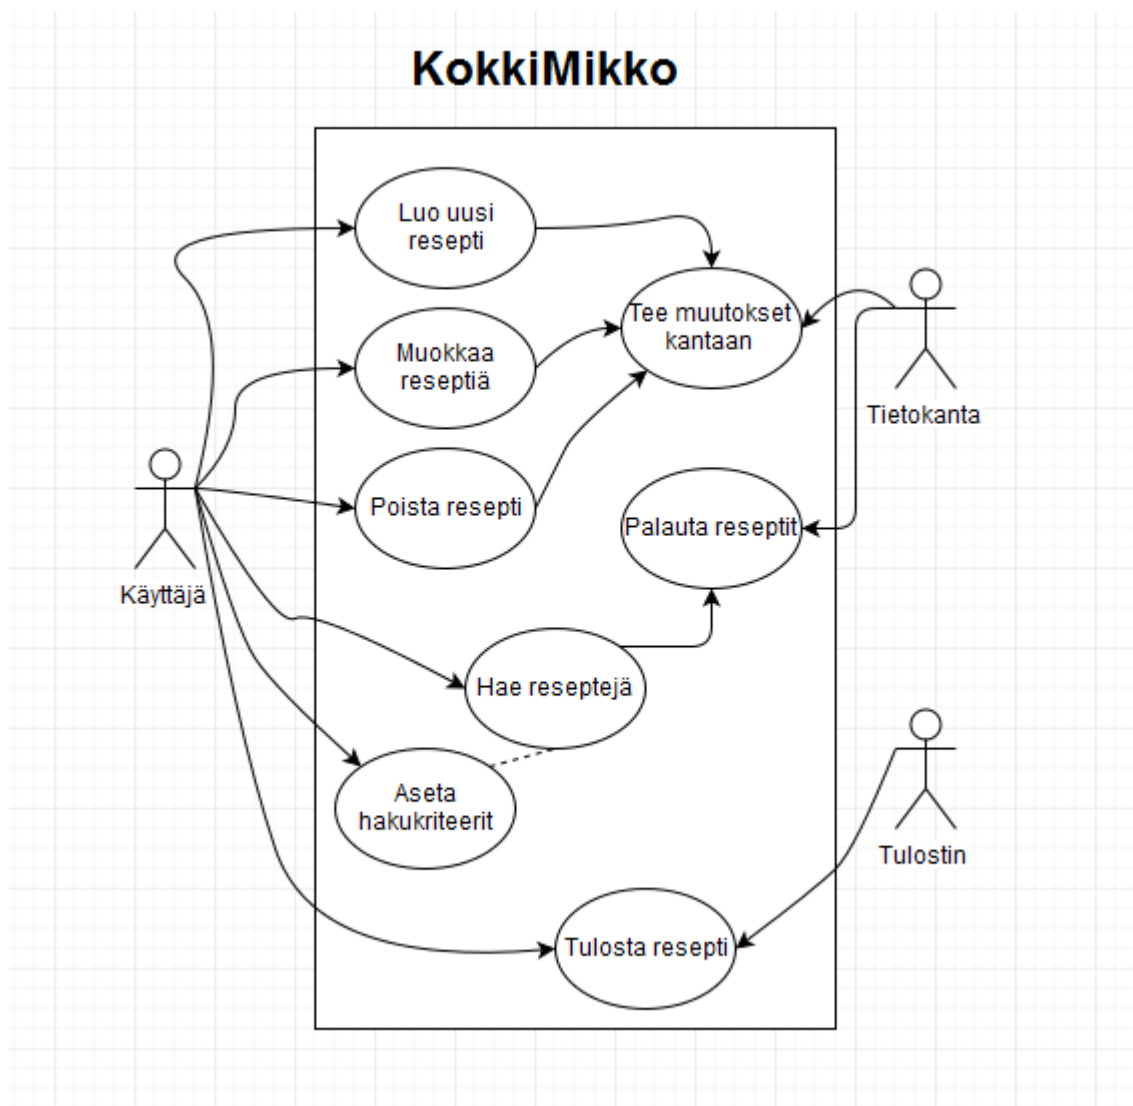 KokkiMikko
Luo uusi
resepti
Tee muutokset
kantaan
Muokkaa
reseptiä
Tietokanta
Poista resepti
Palauta reseptit
Käyttäjä
Hae reseptejä
Aseta
hakukriteerit
Tulostin
Tulosta resepti